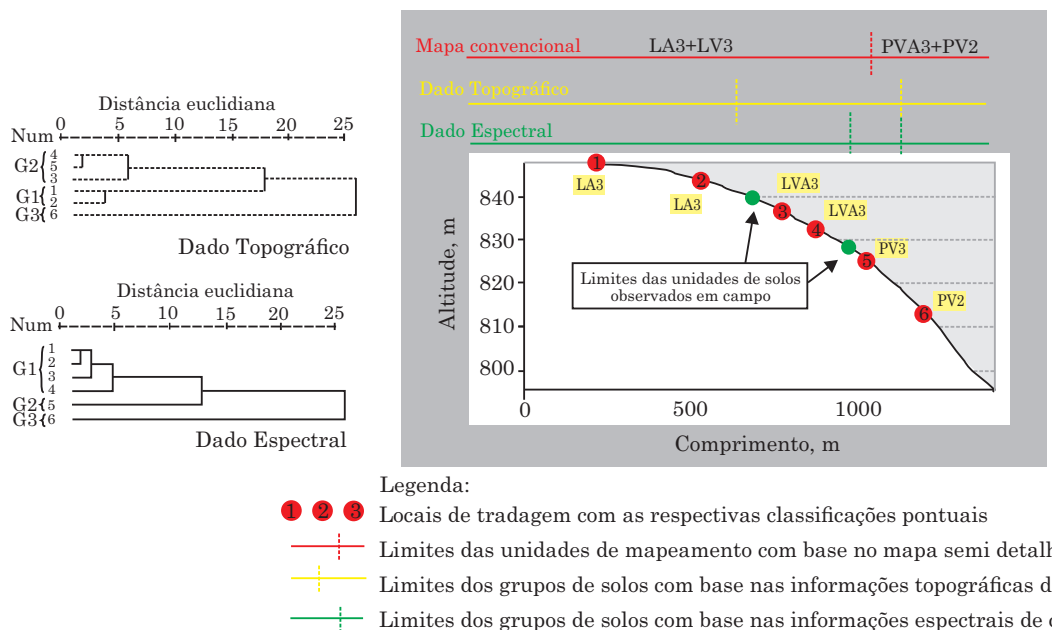 Distância euclidiana
Num 0 5 10 15 20 25
G2 4
5
3
G1 1
2
G3 6
Dado Topográfico
Distância euclidiana
Num 0 5 10 15 20 25
G1 1
2
3
4
G2 5
G3 6
Dado Espectral
Mapa convencional LA3+LV3 PVA3+PV2
Dado Topográfico
Dado Espectral
Altitude, m
840
830
820
810
800
1 LA3
2 LA3
3 LVA3
4 LVA3
5 PV3
6 PV2
Limites das unidades de solos
observados em campo
0 500 1000
Comprimento, m
Legenda:
1 2 3 Locais de tradagem com as respectivas classificações pontuais
Limites das unidades de mapeamento com base no mapa semi detalh
Limites dos grupos de solos com base nas informações topográficas d
Limites dos grupos de solos com base nas informações espectrais de